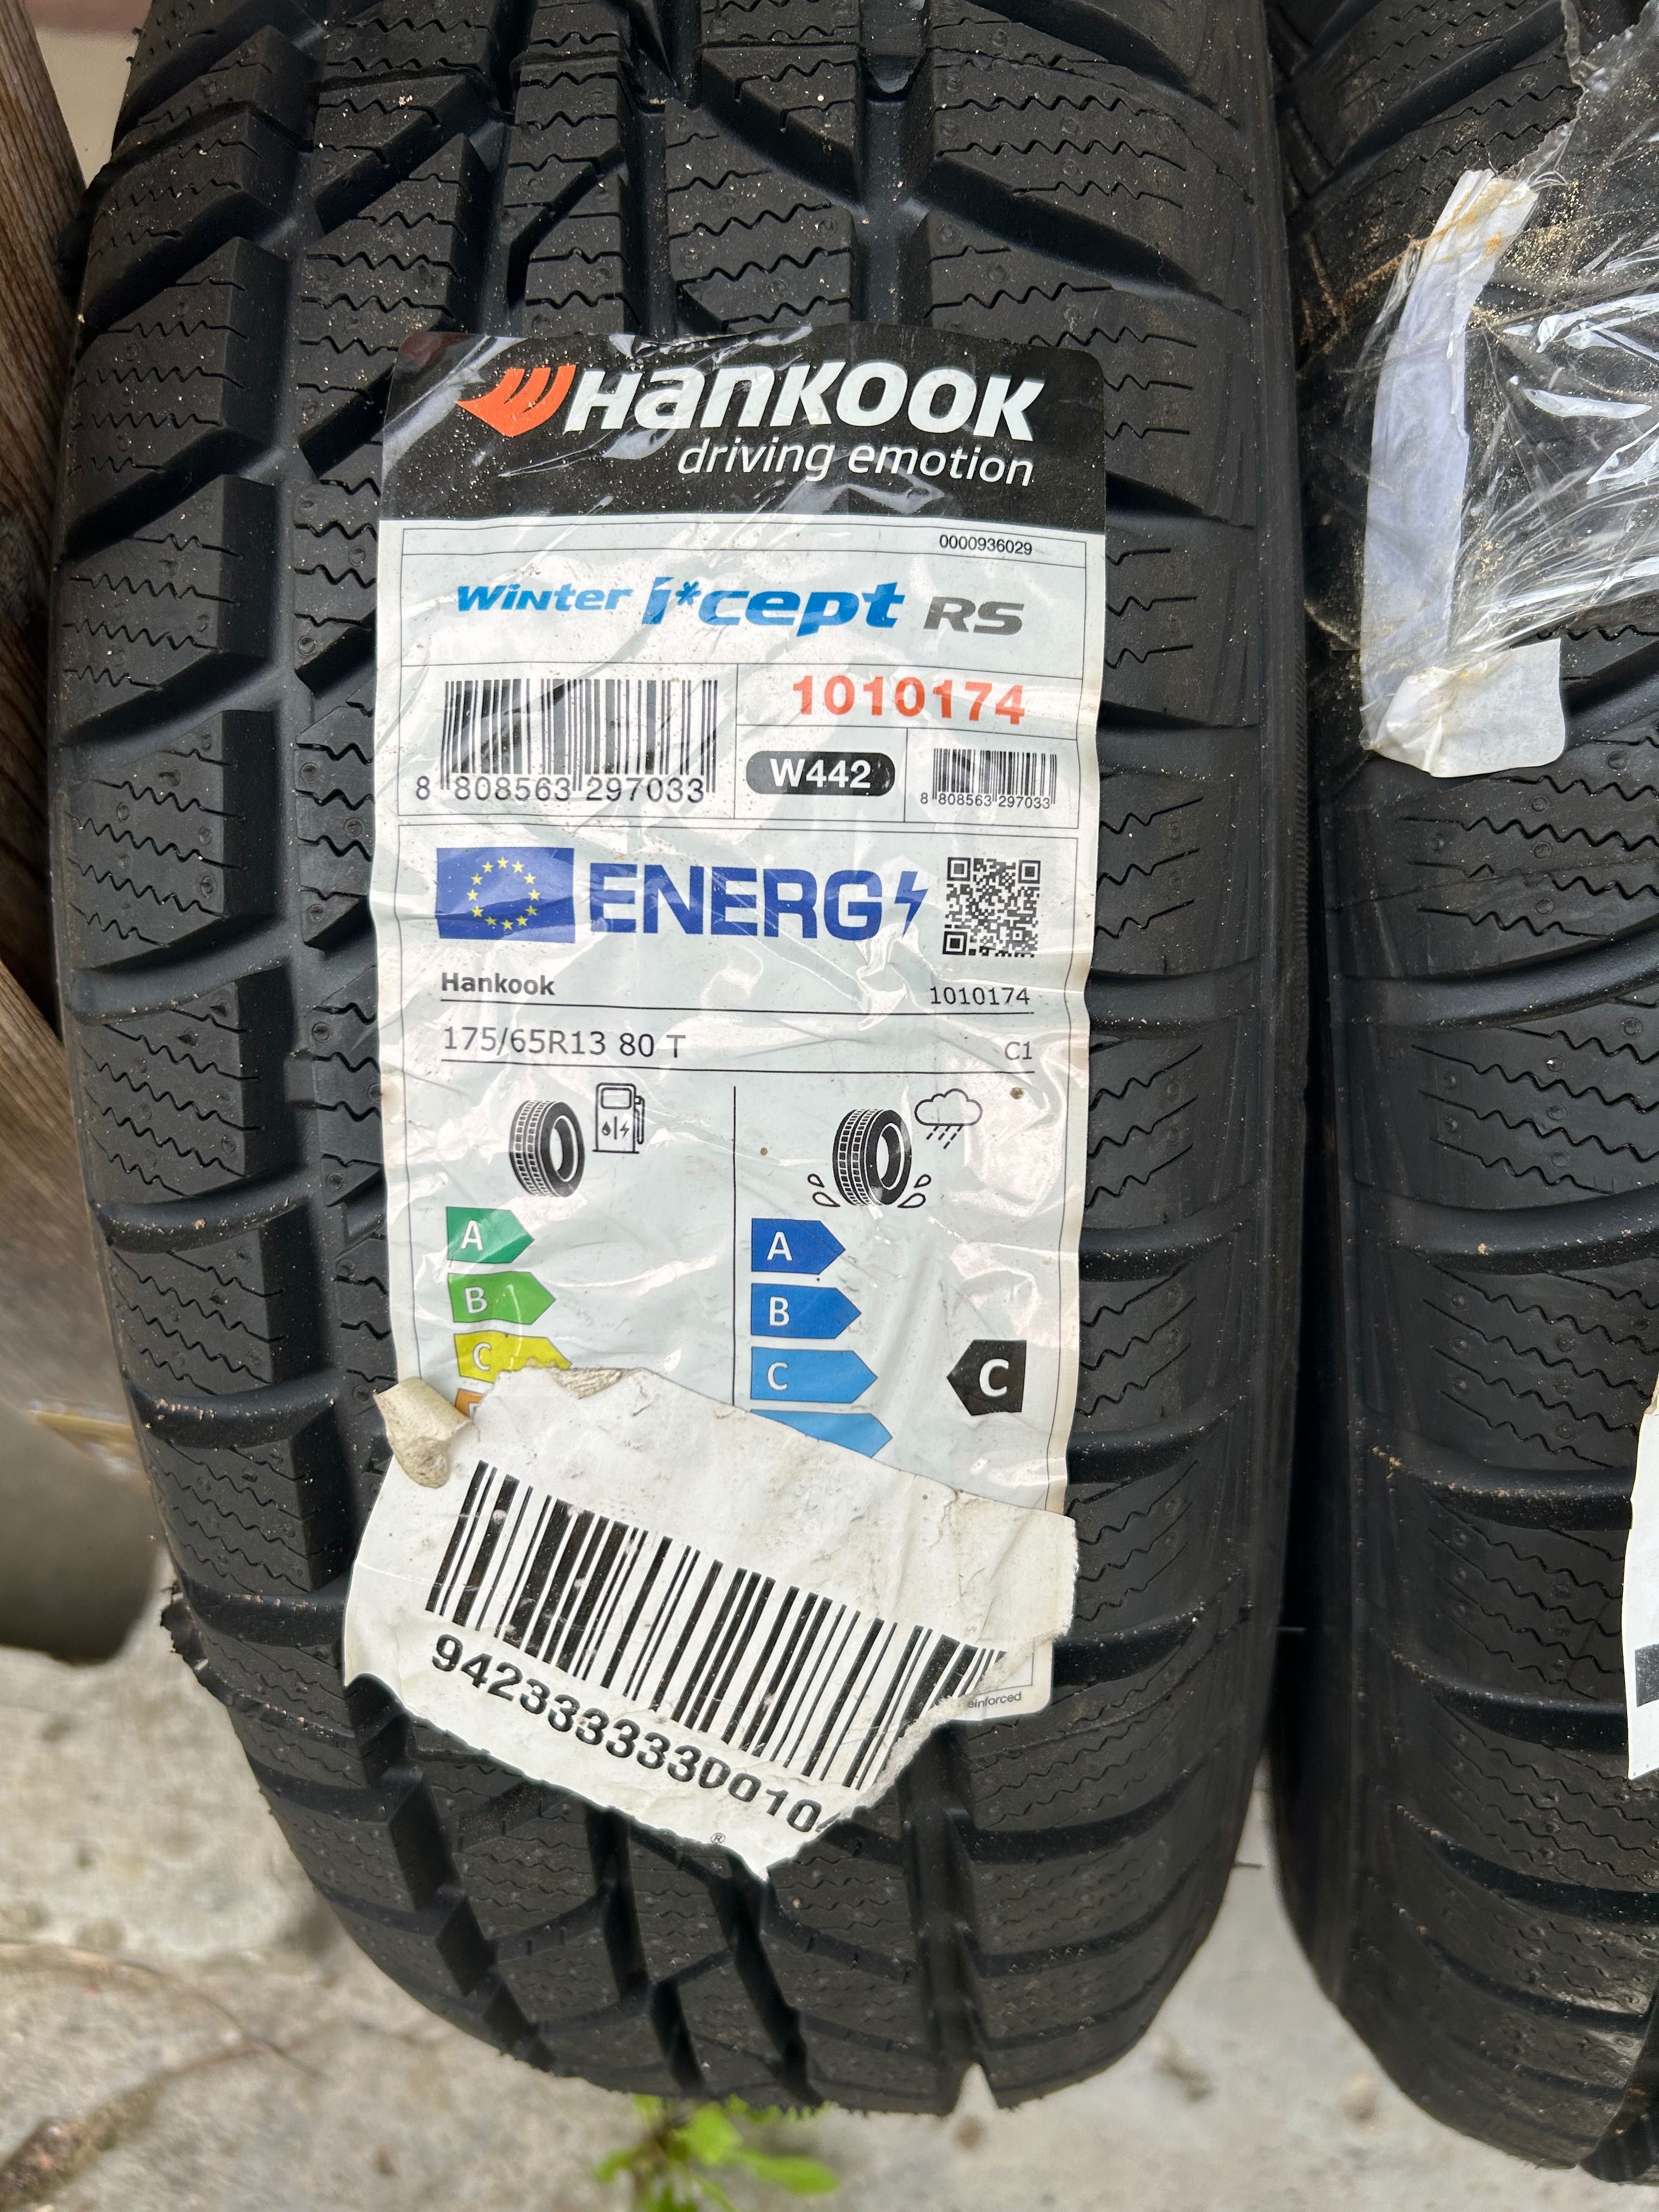 Hankook
driving emotion
0000936029
Winter i*cept RS
1010174
8 808563 297033
W442
8 808563 297033
ENERG
Hankook
1010174
175/65R13 80 T
C1
A
A
B
B
C
C
C
einforced
®